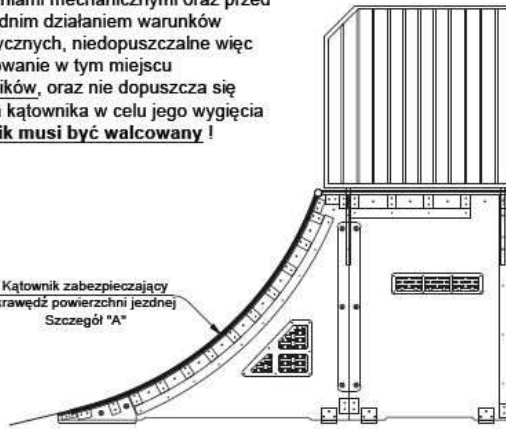 niami mechanicznymi oraz przed
ednim działaniem warunków
ycznych, niedopuszczalne więc
owanie w tym miejscu
ików, oraz nie dopuszcza się
a kątownika w celu jego wygięcia
ik musi być walcowany !
Kątownik zabezpieczający
krawędź powierzchni jezdnej
Szczegół "A"